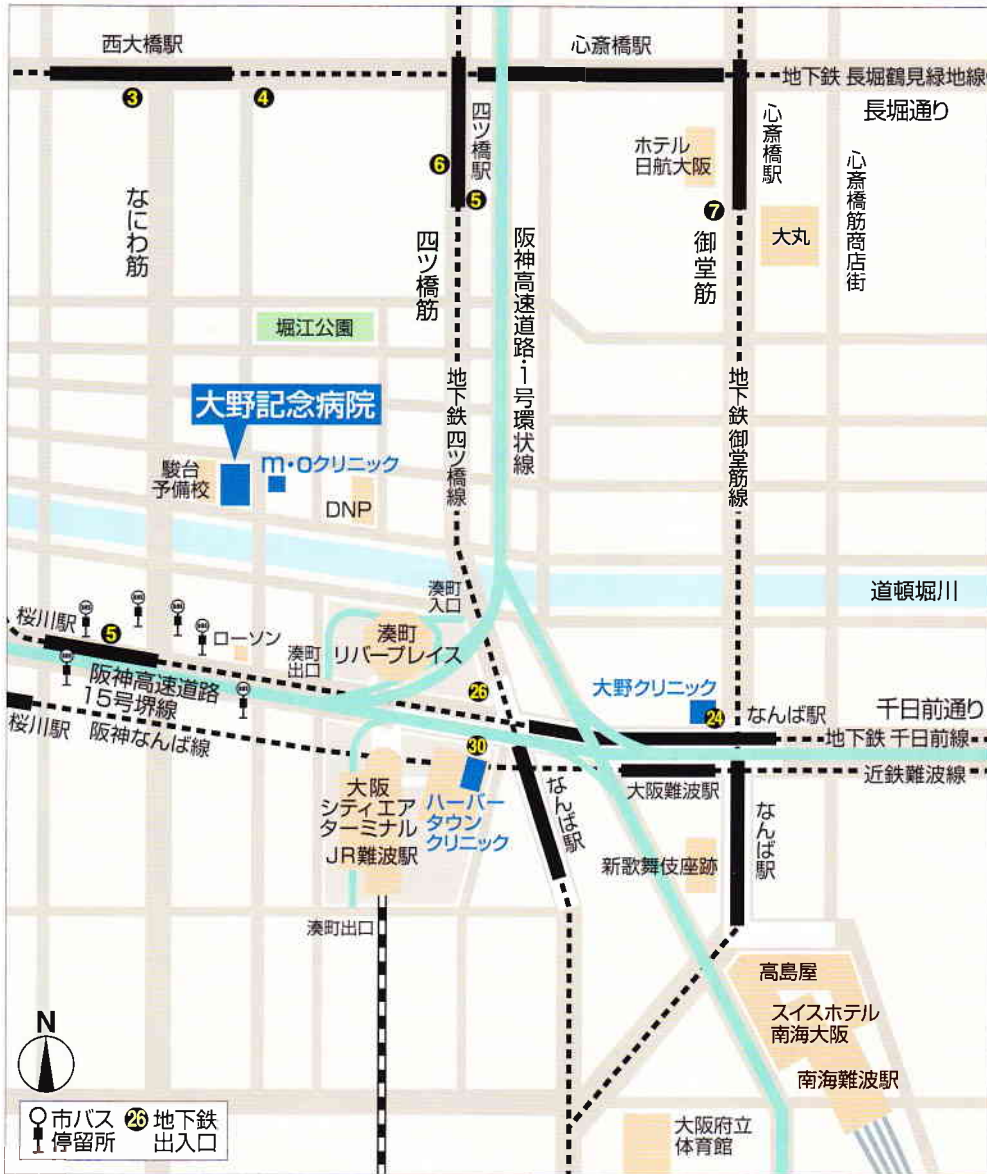 西大橋駅
心斎橋駅
地下鉄 長堀鶴見緑地線
長堀通り
3
4
四ツ橋駅
6
5
ホテル
日航大阪
心斎橋駅
心斎橋筋商店街
7
大丸
なにわ筋
四ツ橋筋
阪神高速道路・1号環状線
御堂筋
堀江公園
地下鉄 四ツ橋線
地下鉄 御堂筋線
大野記念病院
駿台
予備校
m・oクリニック
DNP
道頓堀川
湊町
入口
桜川駅
5
ローソン
湊町
出口
湊町
リバープレイス
阪神高速道路
15号堺線
26
大野クリニック
24
なんば駅
千日前通り
地下鉄 千日前線
桜川駅
阪神なんば線
30
近鉄難波線
大阪難波駅
大阪
シティエア
ターミナル
JR難波駅
ハーバー
タウン
クリニック
なんば駅
なんば駅
新歌舞伎座跡
湊町出口
高島屋
スイスホテル
南海大阪
南海難波駅
N
市バス
停留所
26 地下鉄
出入口
大阪府立
体育館